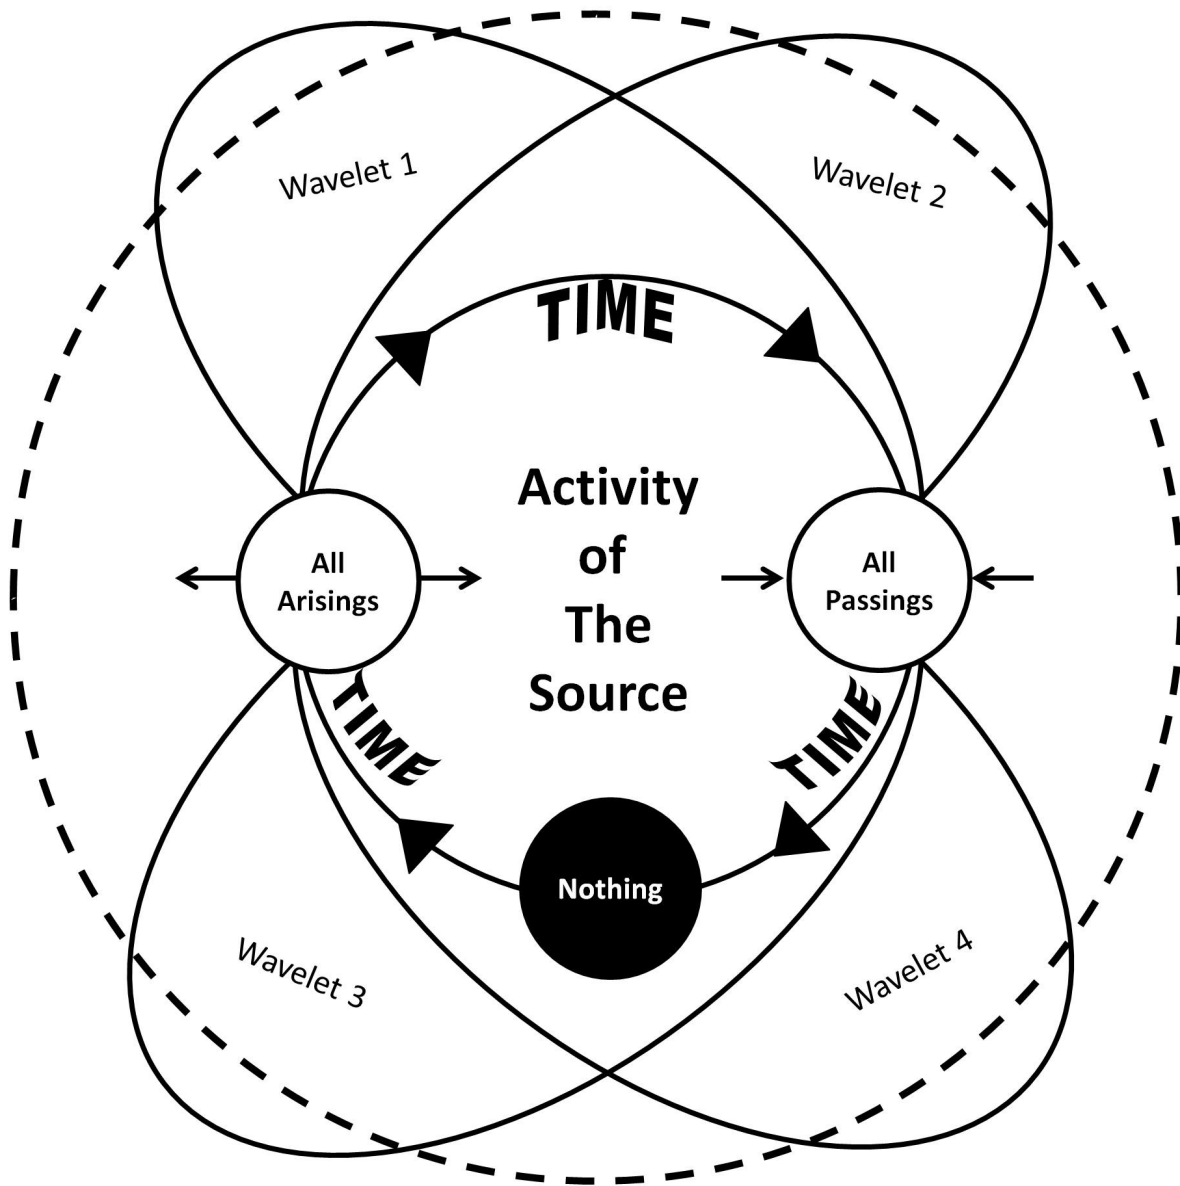 Wavelet 1
Wavelet 2
TIME
Activity
of
The
Source
All
Arisings
All
Passings
TIME
TIME
Nothing
Wavelet 3
Wavelet 4